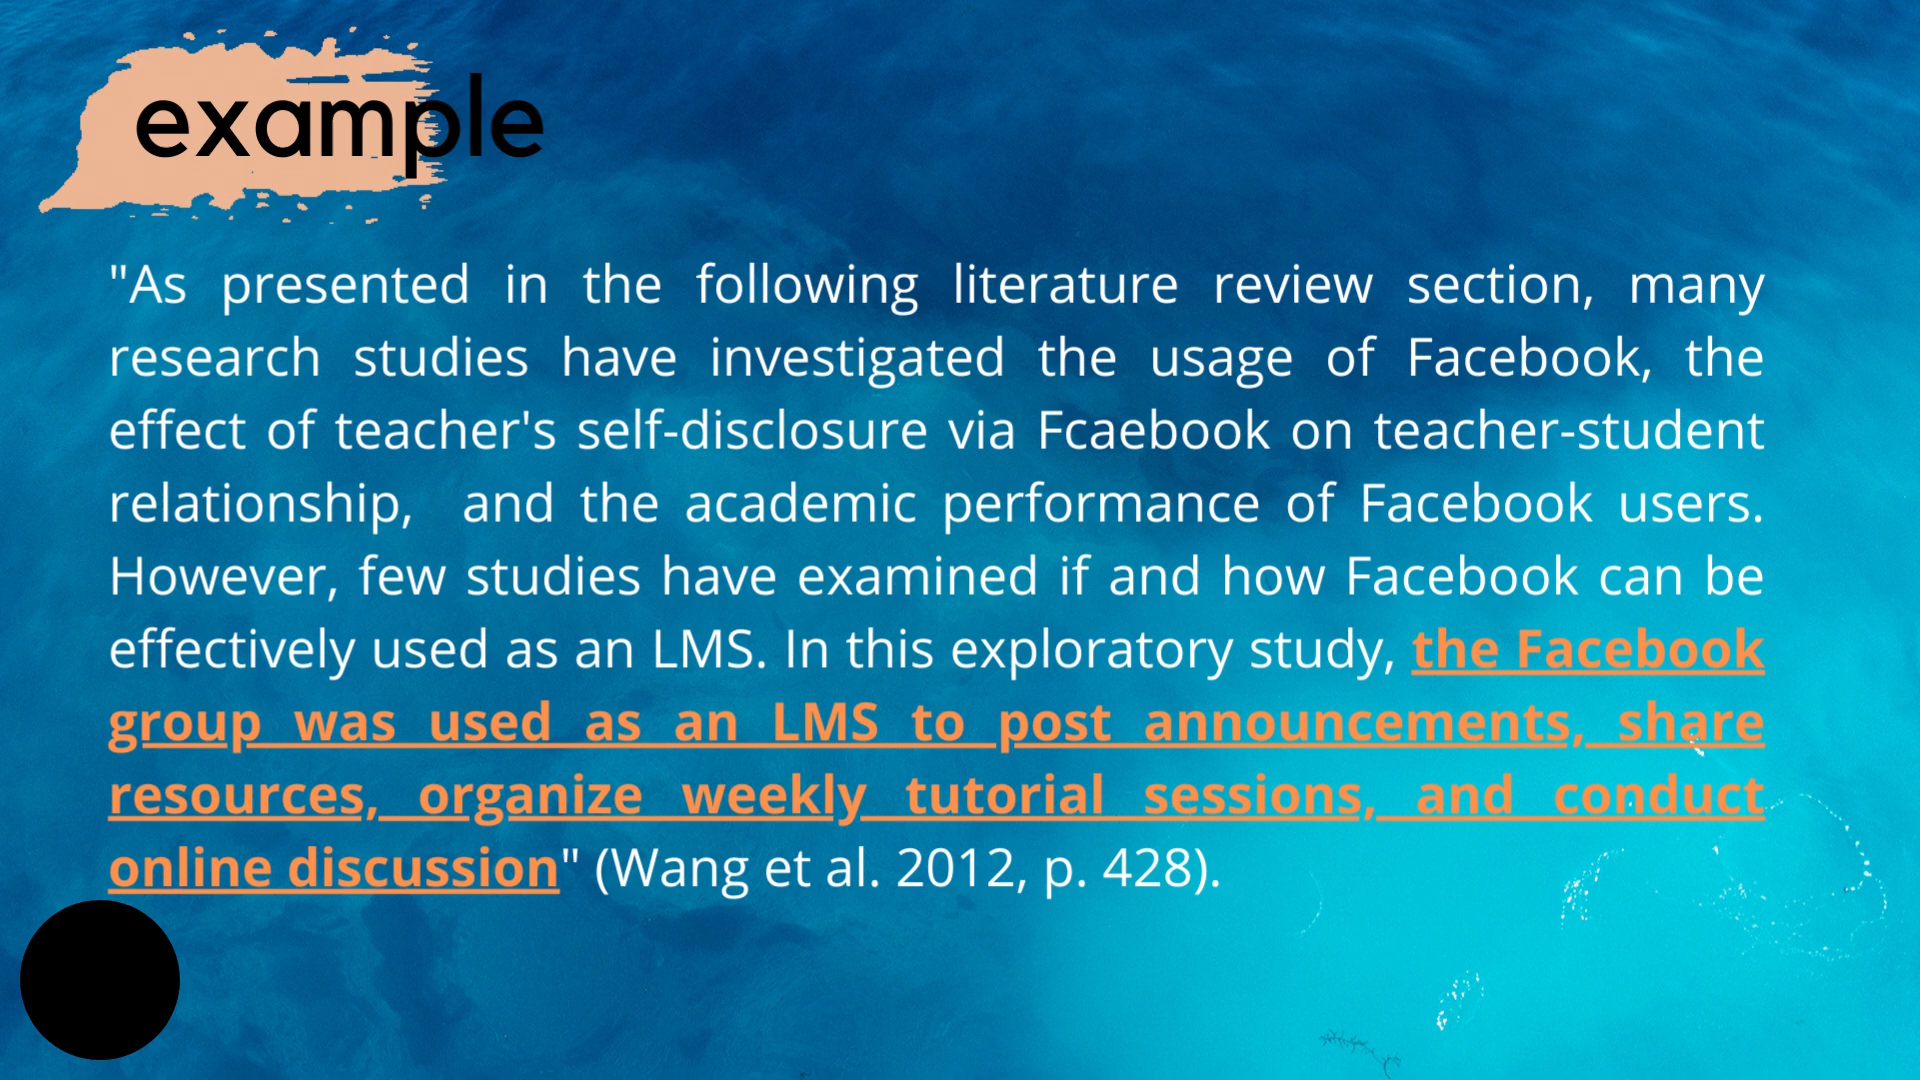 example
"As presented in the following literature review section, many
research studies have investigated the usage of Facebook, the
effect of teacher's self-disclosure via Fcaebook on teacher-student
relationship,  and the academic performance of Facebook users.
However, few studies have examined if and how Facebook can be
effectively used as an LMS. In this exploratory study, the Facebook
group was used as an LMS to post announcements, share
resources, organize weekly tutorial sessions, and conduct
online discussion" (Wang et al. 2012, p. 428).